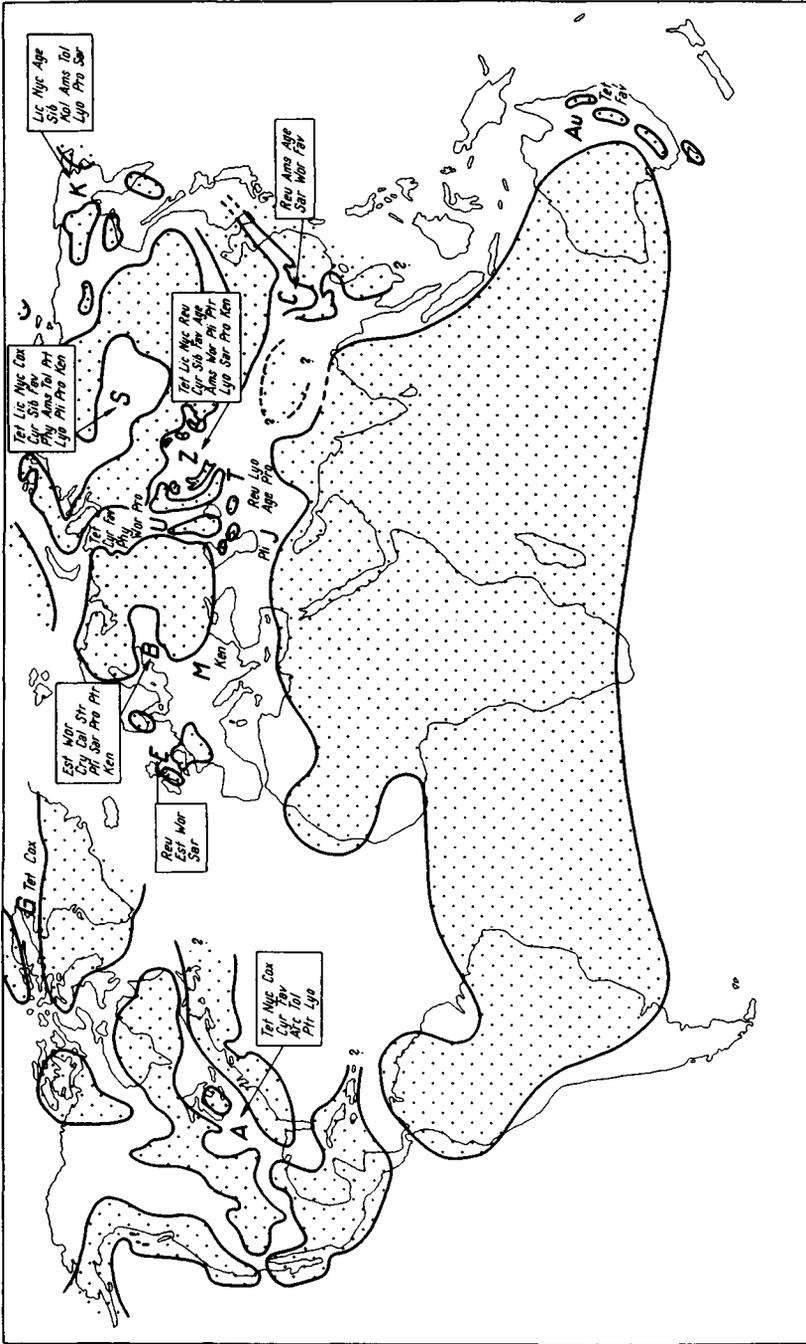 A
Tet Nyc Cox
Cyr Fav
Arc Tol
Pli Lyo
?
?
G Tet Cox
Reu
Est Wor
Sar
E
Est Wor
Cry Cal Str
Pli Sar Pro Ptr
Ken
B
M
Ken
Tet Fav
Cyr
Phy
Wor Pro
U
Pli J
T
Reu Lyo
Age Pro
Z
Tet Lic Nyc Cox
Cyr Sib Fav
Phy Ams Tol Prt
Lyo Pli Pro Ken
S
Tet Lic Nyc Reu
Cyr Sib Fav Age
Ams Wor Pli Ptr
Lyo Sar Pro Ken
?
?
C
Reu Ams Age
Sar Wor Fav
?
K
Lic Nyc Age
Sib
Kol Ams Tol
Lyo Pro Sar
Au
Tet
Fav